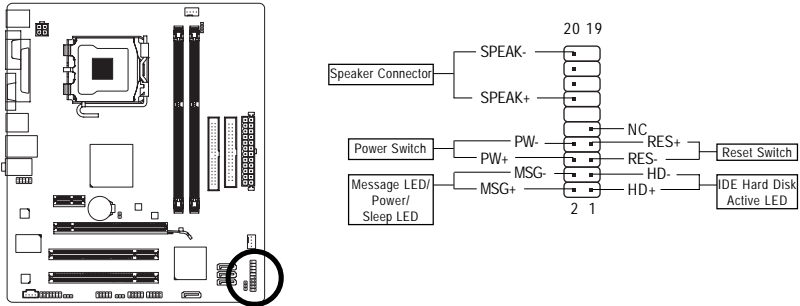 20 19
SPEAK-
Speaker Connector
SPEAK+
NC
Power Switch
PW-
RES+
Reset Switch
PW+
RES-
Message LED/
Power/
Sleep LED
MSG-
HD-
IDE Hard Disk
Active LED
MSG+
HD+
2 1